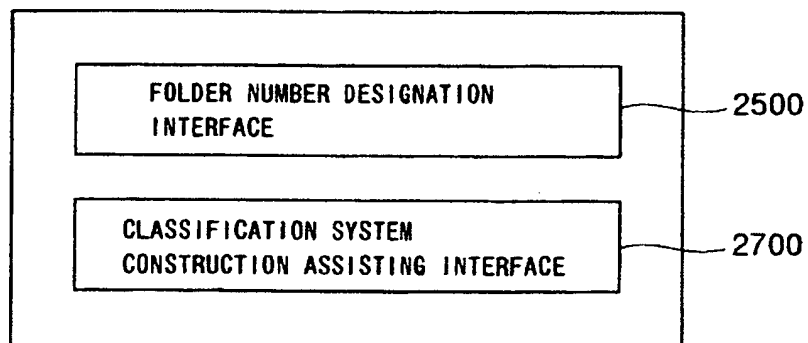 FOLDER NUMBER DESIGNATION
INTERFACE
2500
CLASSIFICATION SYSTEM
CONSTRUCTION ASSISTING INTERFACE
2700